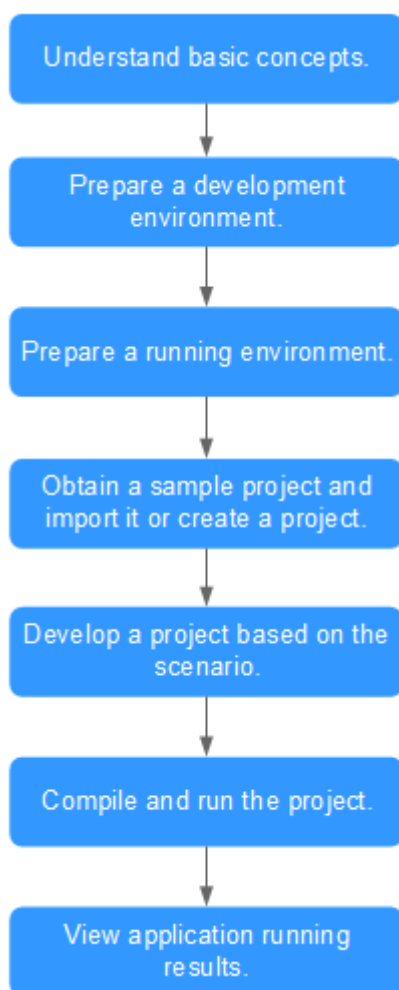 Understand basic concepts.
Prepare a development
environment.
Prepare a running environment.
Obtain a sample project and
import it or create a project.
Develop a project based on the
scenario.
Compile and run the project.
View application running
results.